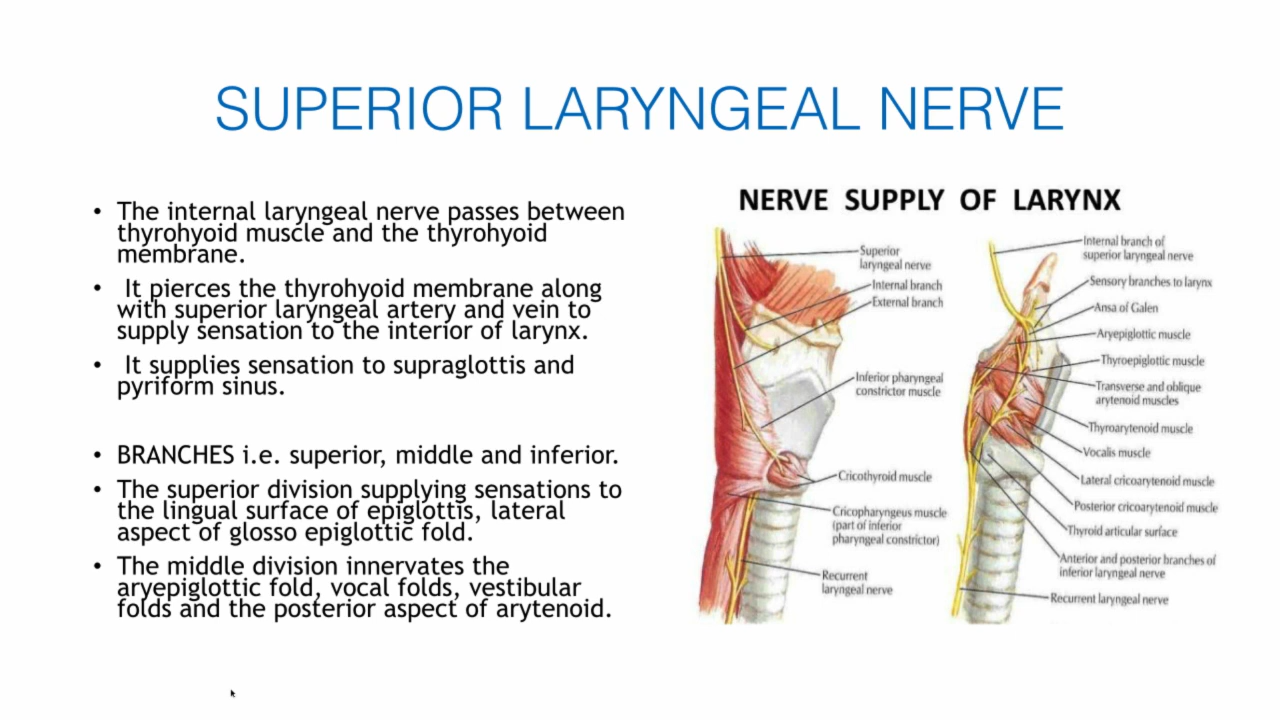 SUPERIOR LARYNGEAL NERVE
• The internal laryngeal nerve passes between
thyrohyoid muscle and the thyrohyoid
membrane.
• It pierces the thyrohyoid membrane along
with superior laryngeal artery and vein to
supply sensation to the interior of larynx.
• It supplies sensation to supraglottis and
pyriform sinus.
• BRANCHES i.e. superior, middle and inferior.
• The superior division supplying sensations to
the lingual surface of epiglottis, lateral
aspect of glosso epiglottic fold.
• The middle division innervates the
aryepiglottic fold, vocal folds, vestibular
folds and the posterior aspect of arytenoid.
NERVE SUPPLY OF LARYNX
Superior
laryngeal nerve
Internal branch
External branch
Inferior pharyngeal
constrictor muscle
Cricothyroid muscle
Cricopharyngeus muscle
(part of inferior
pharyngeal constrictor)
Recurrent
laryngeal nerve
Internal branch of
superior laryngeal nerve
Sensory branches to larynx
Ansa of Galen
Aryepiglottic muscle
Thyroepiglottic muscle
Transverse and oblique
arytenoid muscles
Thyroarytenoid muscle
Vocalis muscle
Lateral cricoarytenoid muscle
Posterior cricoarytenoid muscle
Thyroid articular surface
Anterior and posterior branches of
inferior laryngeal nerve
Recurrent laryngeal nerve